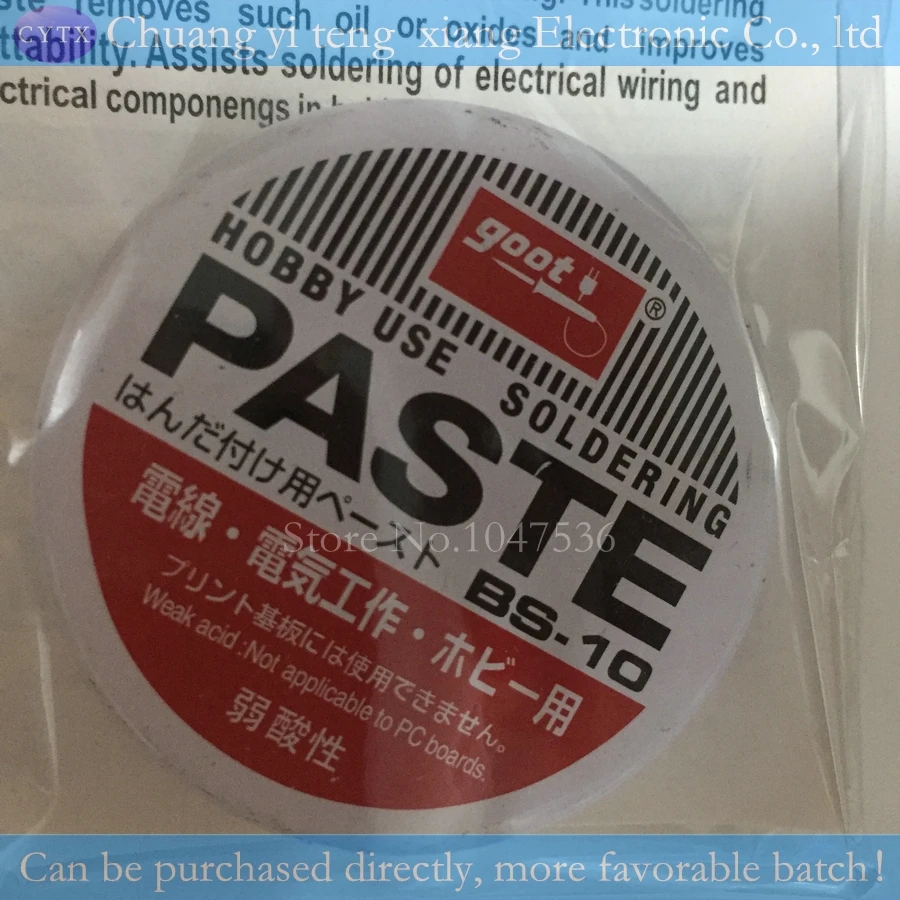 removes such oil or oxides and improves
CYTX Chuang yi teng xiang Electronic Co., ltd
ttability. Assists soldering of electrical wiring and
ctrical componengs in
goot
®
HOBBY USE SOLDERING
PASTE
はんだ付け用ペースト
BS-10
電線・電気工作・ホビー用
プリント基板には使用できません。
Weak acid :Not applicable to PC boards.
弱酸性
Store No.1047536
Can be purchased directly, more favorable batch!